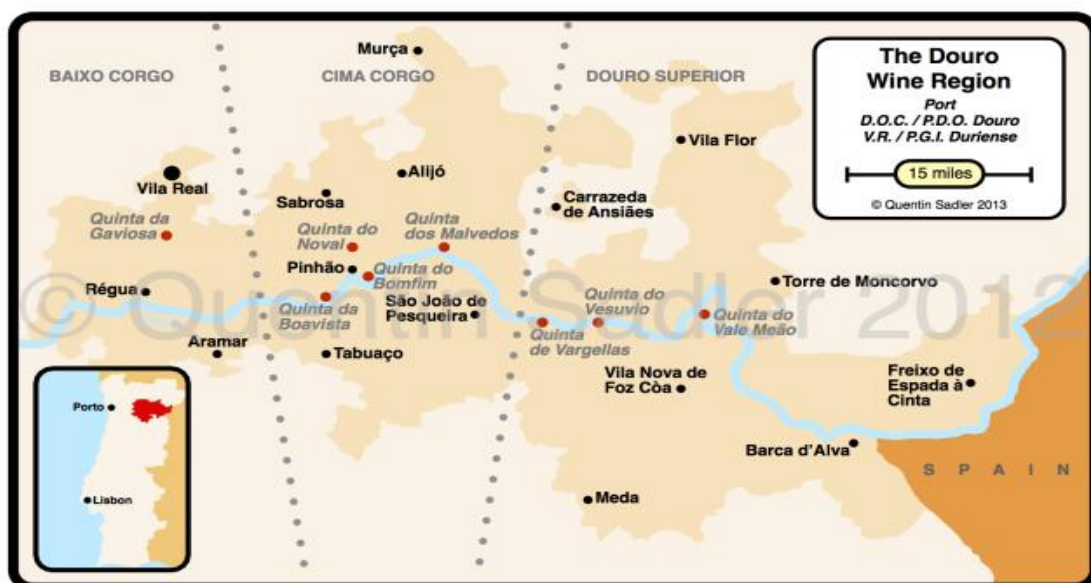 Murça
BAIXO CORGO
CIMA CORGO
DOURO SUPERIOR
The Douro
Wine Region
Port
D.O.C. / P.D.O. Douro
V.R. / P.G.I. Duriense
15 miles
© Quentin Sadler 2013
Vila Real
Alijó
Sabrosa
Vila Flor
Carrazeda
de Ansiães
Quinta da
Gaviosa
Quinta do
Noval
Quinta
dos Malvedos
Pinhão
Quinta do
Bomfim
Régua
Quinta da
Boavista
São João de
Pesqueira
Quinta do
Vesuvio
Torre de Moncorvo
Quinta do
Vale Meão
Quinta
de Vargellas
© Quentin Sadler 2012
Aramar
Tabuaço
Vila Nova de
Foz Còa
Freixo de
Espada à
Cinta
Barca d'Alva
SPAIN
Meda
Porto
Lisbon